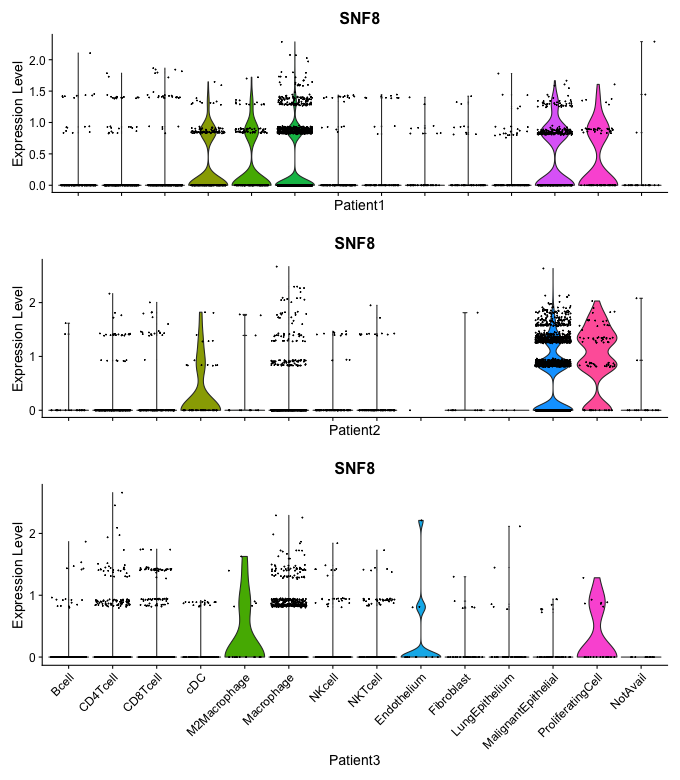 SNF8
Expression Level
2.0
1.5
1.0
0.5
0.0
Patient1
SNF8
Expression Level
2
1
0
Patient2
SNF8
Expression Level
2
1
0
Bcell
CD4Tcell
CD8Tcell
cDC
M2Macrophage
Macrophage
NKcell
NKTcell
Endothelium
Fibroblast
LungEpithelium
MalignantEpithelial
ProliferatingCell
NotAvail
Patient3